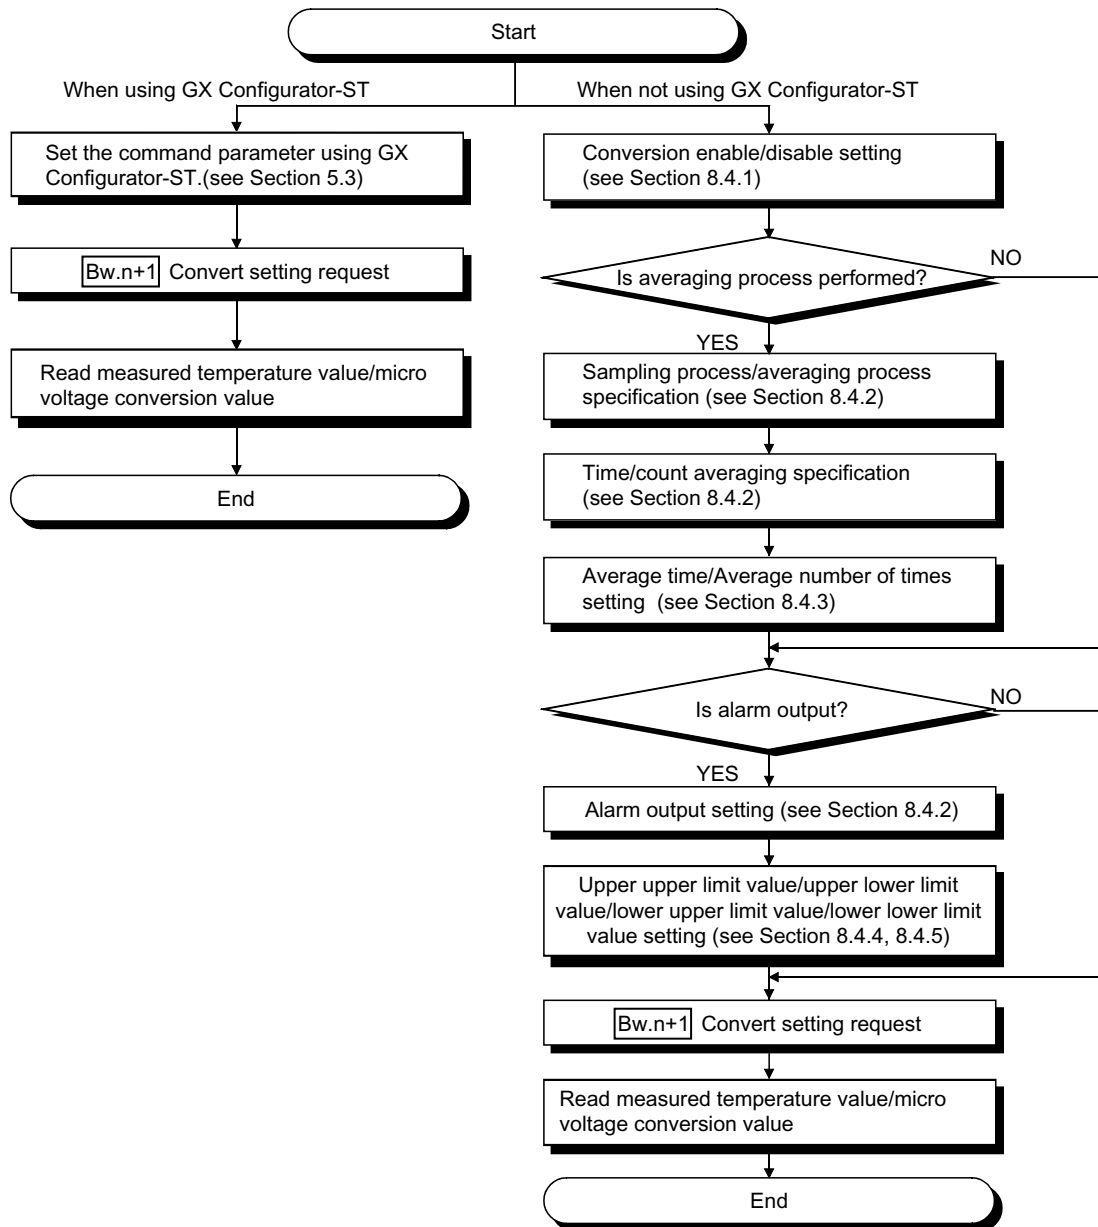 Start
When using GX Configurator-ST
When not using GX Configurator-ST
Set the command parameter using GX
Configurator-ST.(see Section 5.3)
Bw.n+1 Convert setting request
Read measured temperature value/micro
voltage conversion value
End
Conversion enable/disable setting
(see Section 8.4.1)
Is averaging process performed?
NO
YES
Sampling process/averaging process
specification (see Section 8.4.2)
Time/count averaging specification
(see Section 8.4.2)
Average time/Average number of times
setting (see Section 8.4.3)
Is alarm output?
NO
YES
Alarm output setting (see Section 8.4.2)
Upper upper limit value/upper lower limit
value/lower upper limit value/lower lower limit
value setting (see Section 8.4.4, 8.4.5)
Bw.n+1 Convert setting request
Read measured temperature value/micro
voltage conversion value
End